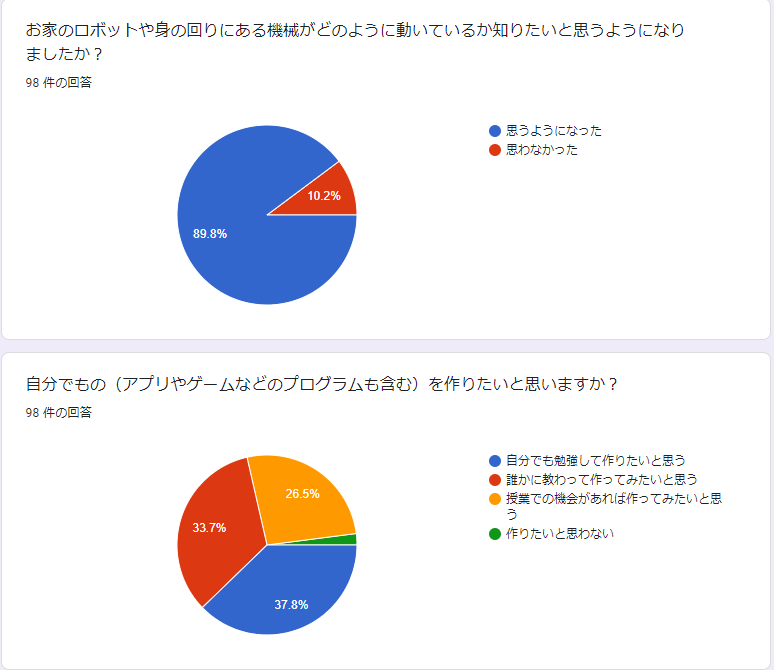 お家のロボットや身の回りにある機械がどのように動いているか知りたいと思うようになり
ましたか？
98 件の回答
思うようになった
思わなかった
10.2%
89.8%
自分でもの（アプリやゲームなどのプログラムも含む）を作りたいと思いますか？
98 件の回答
自分でも勉強して作りたいと思う
誰かに教わって作ってみたいと思う
授業での機会があれば作ってみたいと思
う
作りたいと思わない
26.5%
33.7%
37.8%